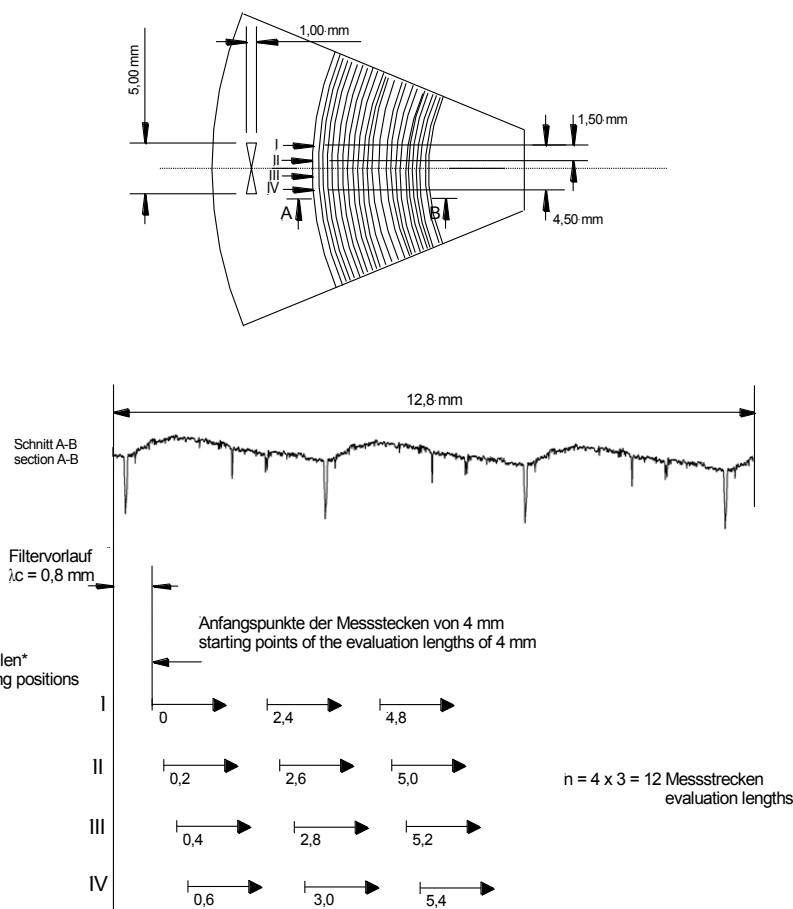 1,00 mm
5,00 mm
1,50 mm
I
II
III
IV
A
B
4,50 mm
12,8 mm
Schnitt A-B
section A-B
Filtervorlauf
λc = 0,8 mm
Anfangspunkte der Messstecken von 4 mm
starting points of the evaluation lengths of 4 mm
len*
ng positions
I
0
2,4
4,8
II
0,2
2,6
5,0
n = 4 x 3 = 12 Messstrecken
evaluation lengths
III
0,4
2,8
5,2
IV
0,6
3,0
5,4